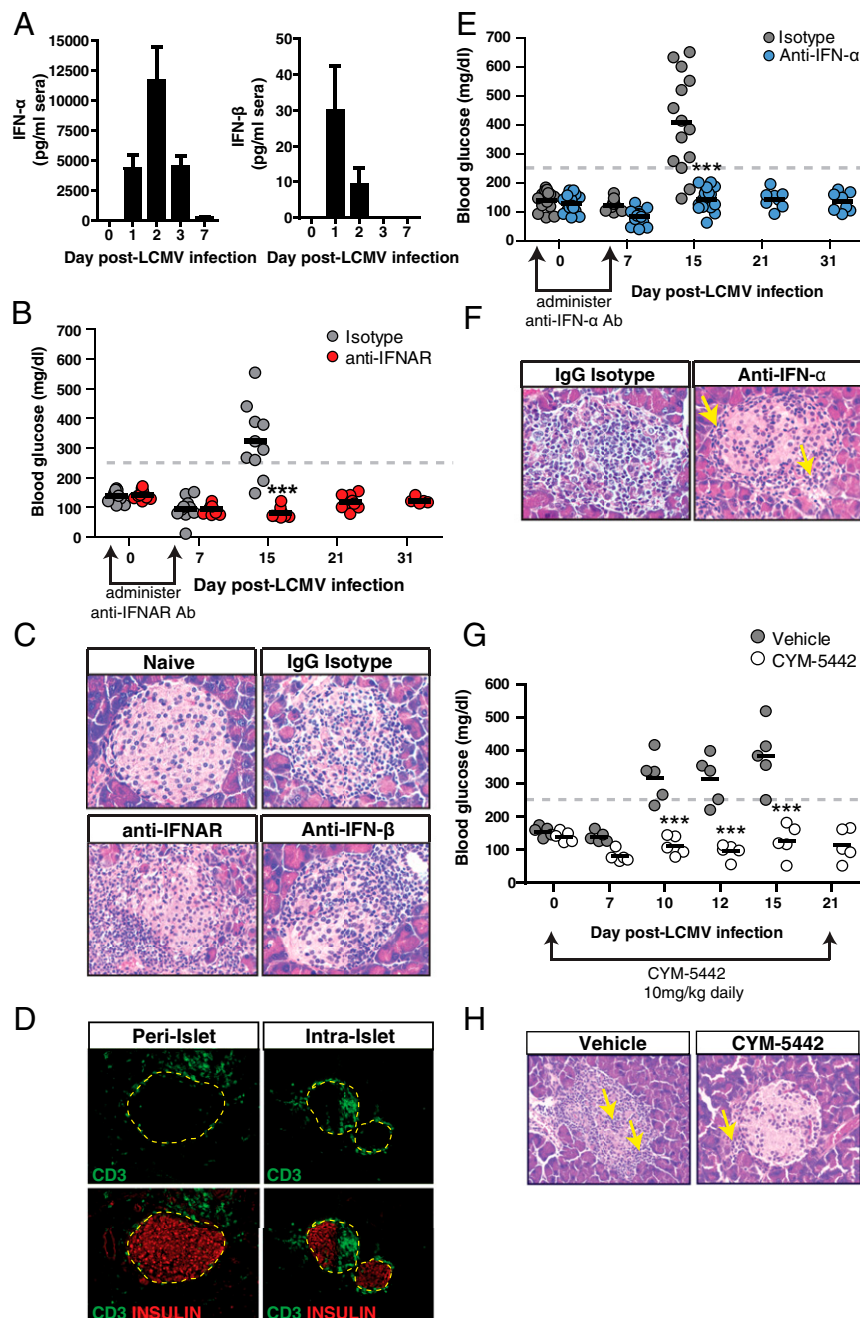 A
15000
12500
10000
7500
5000
2500
0
IFN-α
(pg/ml sera)
0 1 2 3 7
Day post-LCMV infection
50
40
30
20
10
0
IFN-β
(pg/ml sera)
0 1 2 3 7
Day post-LCMV infection
B
700
600
500
400
300
200
100
0
Blood glucose (mg/dl)
Isotype
anti-IFNAR
***
0 7 15 21 31
Day post-LCMV infection
administer
anti-IFNAR Ab
C
Naive
IgG Isotype
anti-IFNAR
Anti-IFN-β
D
Peri-Islet
Intra-Islet
CD3
CD3
CD3 INSULIN
CD3 INSULIN
E
700
600
500
400
300
200
100
0
Blood glucose (mg/dl)
Isotype
Anti-IFN-α
***
0 7 15 21 31
Day post-LCMV infection
administer
anti-IFN-α Ab
F
IgG Isotype
Anti-IFN-α
G
Vehicle
CYM-5442
600
500
400
300
200
100
0
Blood glucose (mg/dl)
***
***
***
0 7 10 12 15 21
Day post-LCMV infection
CYM-5442
10mg/kg daily
H
Vehicle
CYM-5442